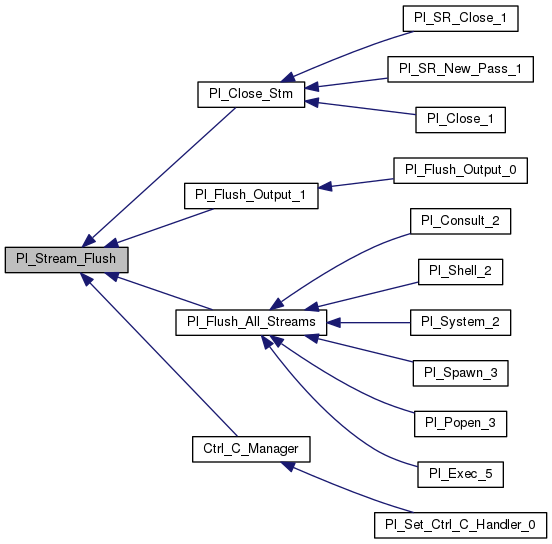 Pl_SR_Close_1
Pl_SR_New_Pass_1
Pl_Close_Stm
Pl_Close_1
Pl_Flush_Output_0
Pl_Flush_Output_1
Pl_Consult_2
Pl_Stream_Flush
Pl_Shell_2
Pl_Flush_All_Streams
Pl_System_2
Pl_Spawn_3
Pl_Popen_3
Ctrl_C_Manager
Pl_Exec_5
Pl_Set_Ctrl_C_Handler_0